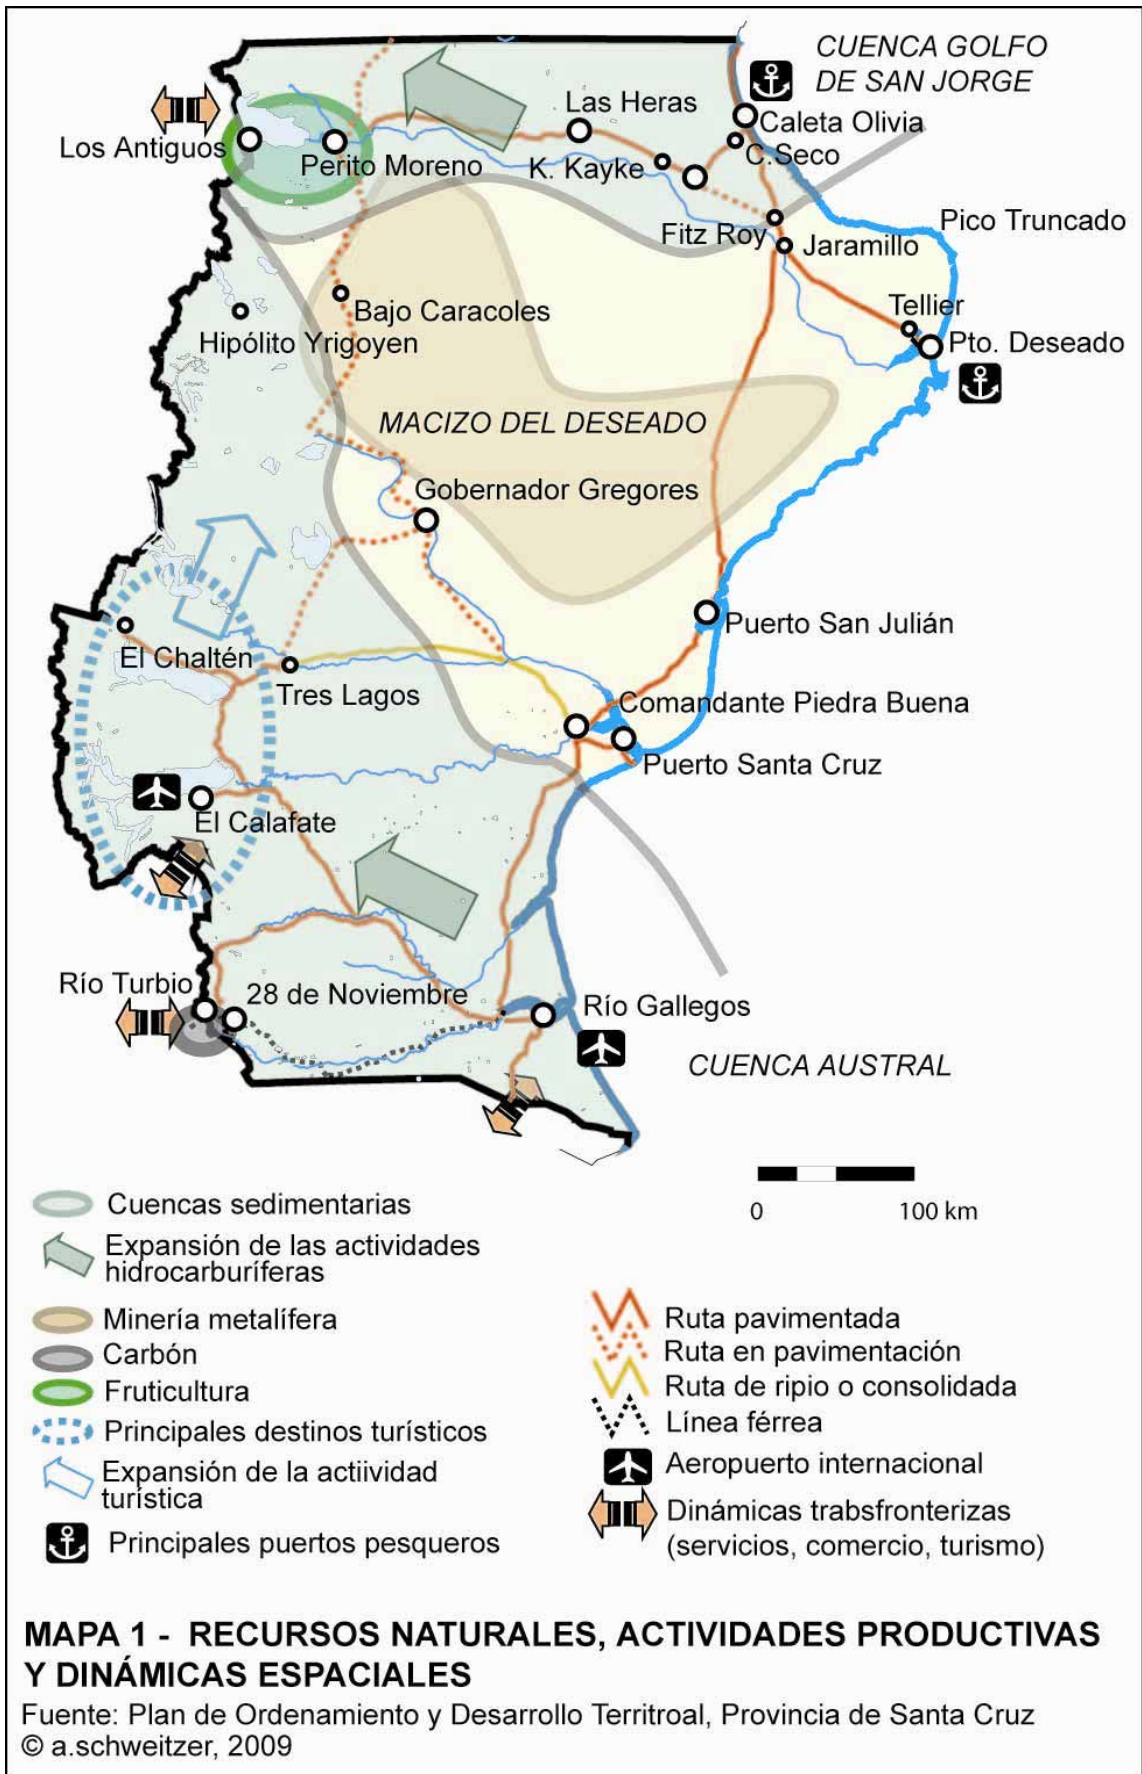 CUENCA GOLFO
DE SAN JORGE
Las Heras
Caleta Olivia
Los Antiguos
Perito Moreno
K. Kayke
C.Seco
Pico Truncado
Fitz Roy
Jaramillo
Tellier
Bajo Caracoles
Hipólito Yrigoyen
Pto. Deseado
MACIZO DEL DESEADO
Gobernador Gregores
Puerto San Julián
El Chaltén
Tres Lagos
Comandante Piedra Buena
Puerto Santa Cruz
El Calafate
Río Turbio
28 de Noviembre
Río Gallegos
CUENCA AUSTRAL
0 100 km
Cuencas sedimentarias
Expansión de las actividades
hidrocarburíferas
Minería metalífera
Carbón
Fruticultura
Principales destinos turísticos
Expansión de la actiividad
turística
Principales puertos pesqueros
Ruta pavimentada
Ruta en pavimentación
Ruta de ripio o consolidada
Línea férrea
Aeropuerto internacional
Dinámicas trabsfronterizas
(servicios, comercio, turismo)
MAPA 1 - RECURSOS NATURALES, ACTIVIDADES PRODUCTIVAS
Y DINÁMICAS ESPACIALES
Fuente: Plan de Ordenamiento y Desarrollo Territroal, Provincia de Santa Cruz
© a.schweitzer, 2009